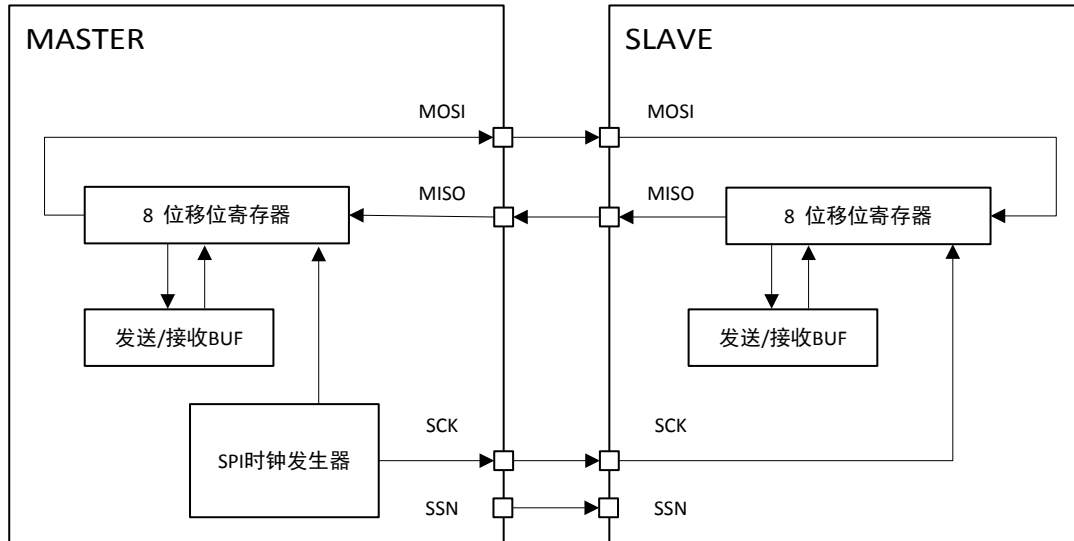 MASTER
SLAVE
MOSI
MOSI
MISO
MISO
8 位移位寄存器
8 位移位寄存器
发送/接收BUF
发送/接收BUF
SCK
SCK
SPI时钟发生器
SSN
SSN